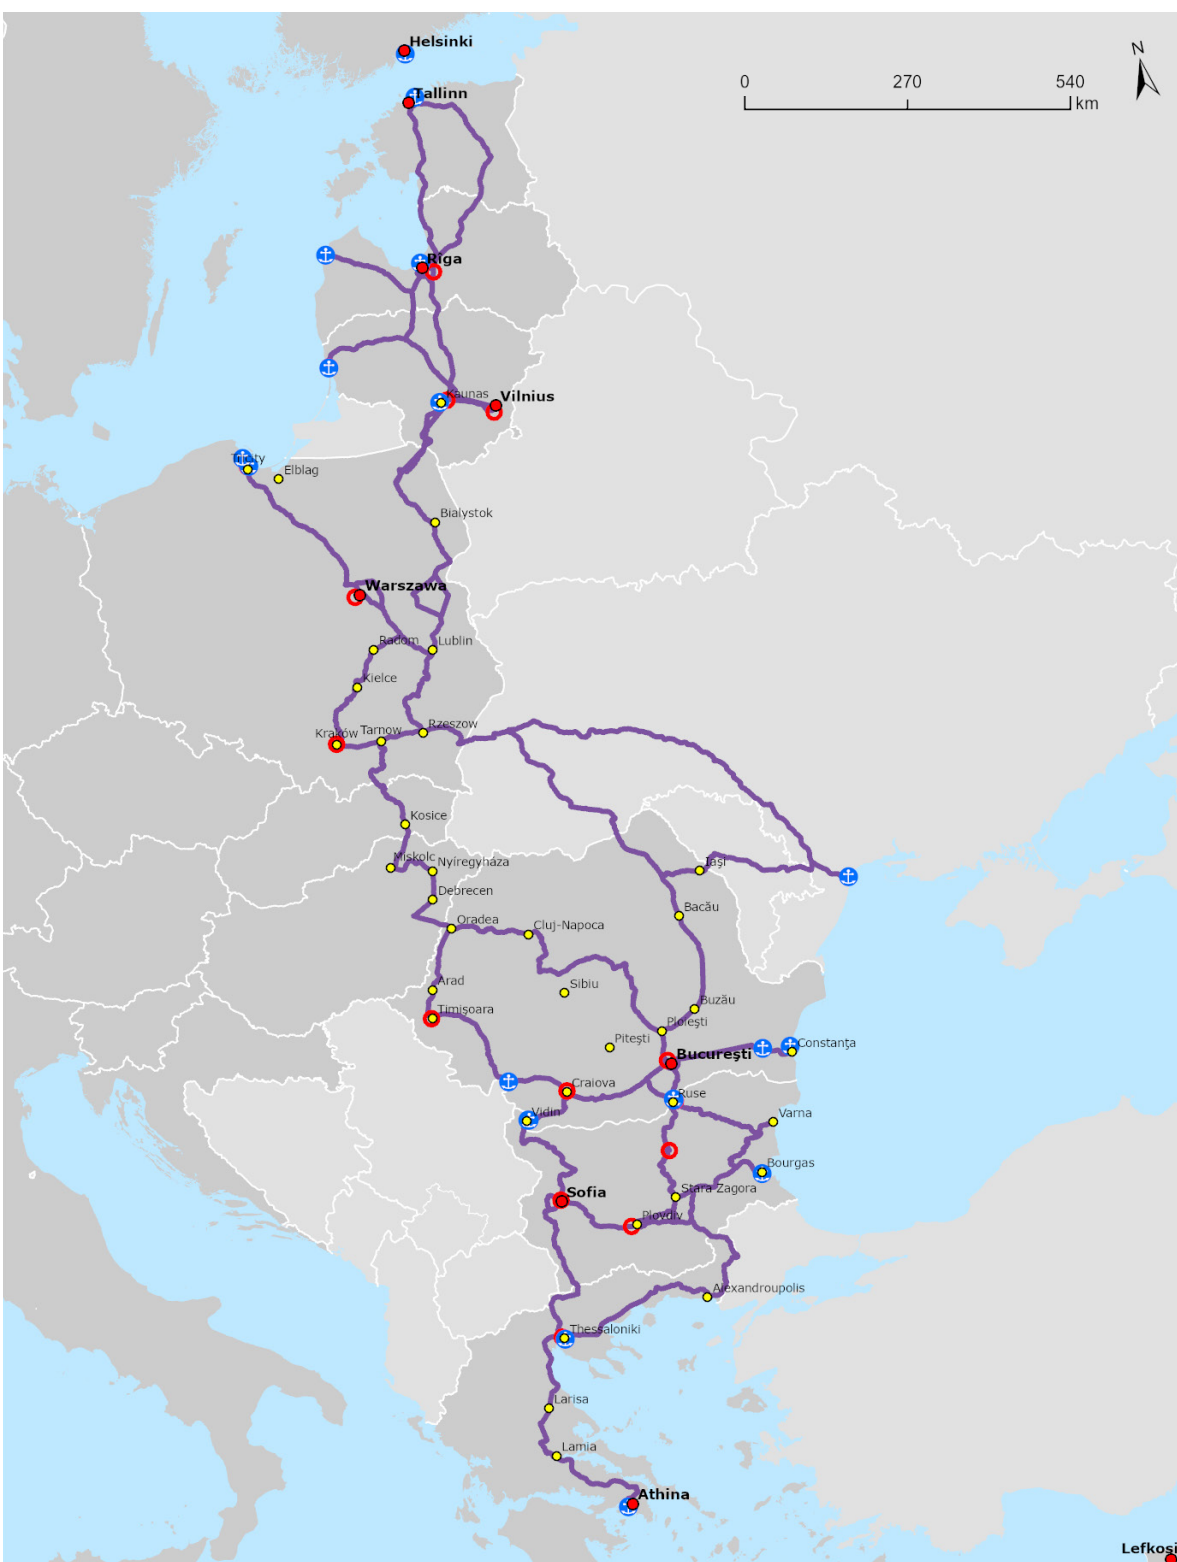 Helsinki
N
0 270 540
km
Tallinn
Riga
Kaunas
Vilnius
Elblag
Bialystok
Warszawa
Radom
Lublin
Kielce
Kraków
Tarnow
Rzeszow
Kosice
Miskolc
Nyíregyháza
Iaşi
Debrecen
Bacău
Oradea
Cluj-Napoca
Arad
Sibiu
Timişoara
Buzău
Ploieşti
Piteşti
Bucureşti
Constanţa
Craiova
Ruse
Vidin
Varna
Bourgas
Sofia
Stara Zagora
Plovdiv
Alexandroupolis
Thessaloniki
Larisa
Lamia
Athina
Lefkosi